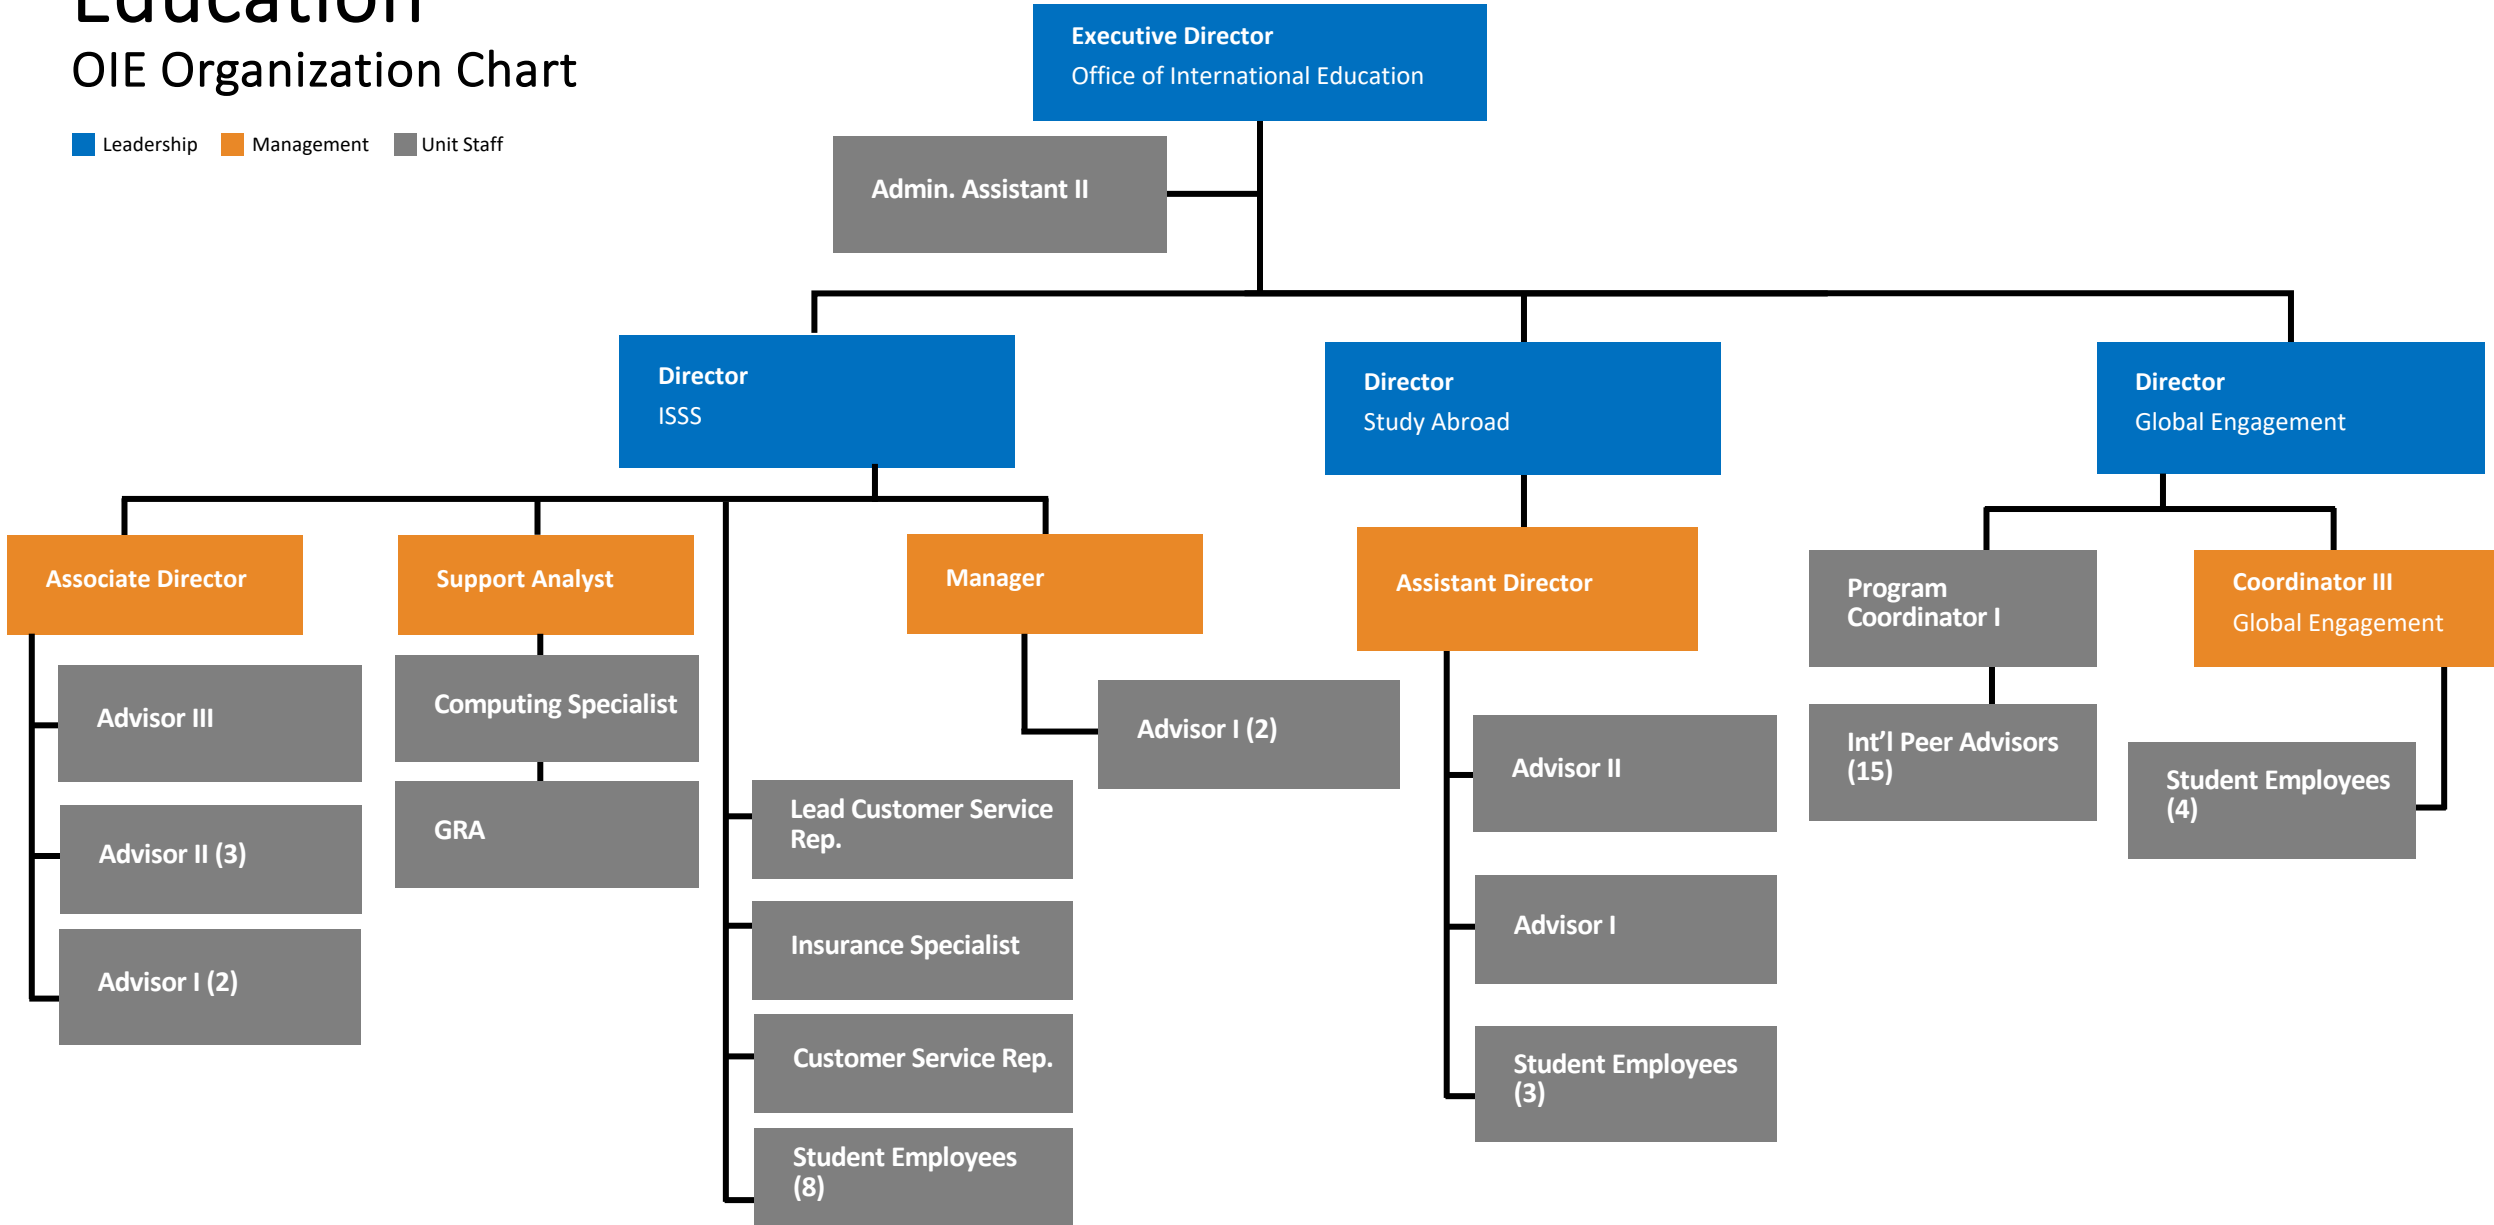 Education
OIE Organization Chart
Leadership
Management
Unit Staff
Executive Director
Office of International Education
Admin. Assistant II
Director
ISSS
Director
Study Abroad
Director
Global Engagement
Associate Director
Support Analyst
Manager
Assistant Director
Program
Coordinator I
Coordinator III
Global Engagement
Advisor III
Advisor II (3)
Advisor I (2)
Computing Specialist
GRA
Lead Customer Service
Rep.
Insurance Specialist
Customer Service Rep.
Student Employees
(8)
Advisor I (2)
Advisor II
Advisor I
Student Employees
(3)
Int’l Peer Advisors
(15)
Student Employees
(4)